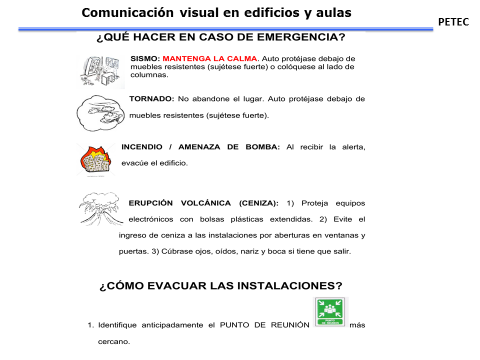 Comunicación visual en edificios y aulas
PETEC
¿QUÉ HACER EN CASO DE EMERGENCIA?
SISMO: MANTENGA LA CALMA. Auto protéjase debajo de
muebles resistentes (sujétese fuerte) o colóquese al lado de
columnas.
TORNADO: No abandone el lugar. Auto protéjase debajo de
muebles resistentes (sujétese fuerte).
INCENDIO / AMENAZA DE BOMBA: Al recibir la alerta,
evacúe el edificio.
ERUPCIÓN VOLCÁNICA (CENIZA): 1) Proteja equipos
electrónicos con bolsas plásticas extendidas. 2) Evite el
ingreso de ceniza a las instalaciones por aberturas en ventanas y
puertas. 3) Cúbrase ojos, oídos, nariz y boca si tiene que salir.
¿CÓMO EVACUAR LAS INSTALACIONES?
1. Identifique anticipadamente el PUNTO DE REUNIÓN más
cercano.